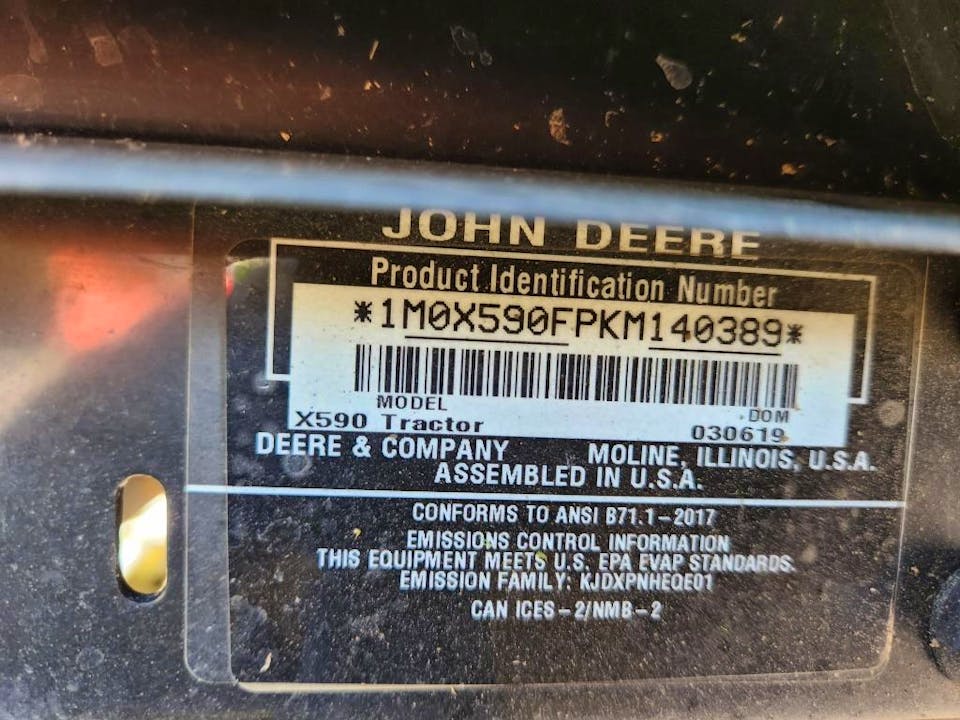 JOHN DEERE
Product Identification Number
*1M0X590FPKM140389*
MODEL DOM
X590 Tractor 030619
DEERE & COMPANY MOLINE, ILLINOIS, U.S.A.
ASSEMBLED IN U.S.A.
CONFORMS TO ANSI B71.1-2017
EMISSIONS CONTROL INFORMATION
THIS EQUIPMENT MEETS U.S. EPA EVAP STANDARDS.
EMISSION FAMILY: KJDXPNHEQE01
CAN ICES-2/NMB-2